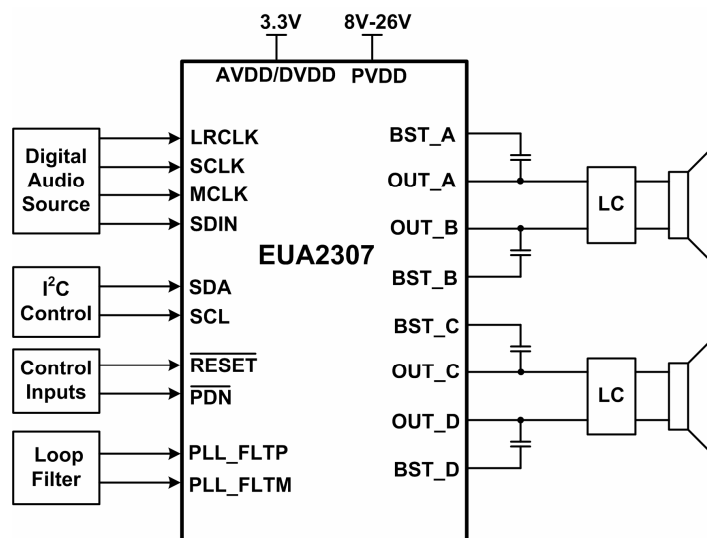 3.3V
8V-26V
AVDD/DVDD
PVDD
Digital
Audio
Source
LRCLK
SCLK
MCLK
SDIN
I²C
Control
SDA
SCL
Control
Inputs
RESET
PDN
Loop
Filter
PLL_FLTP
PLL_FLTM
EUA2307
BST_A
OUT_A
OUT_B
BST_B
BST_C
OUT_C
OUT_D
BST_D
LC
LC